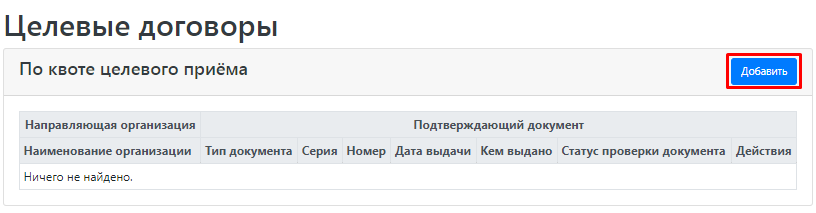 Целевые договоры
По квоте целевого приёма
Добавить
Направляющая организация Подтверждающий документ
Наименование организации Тип документа Серия Номер Дата выдачи Кем выдано Статус проверки документа Действия
Ничего не найдено.